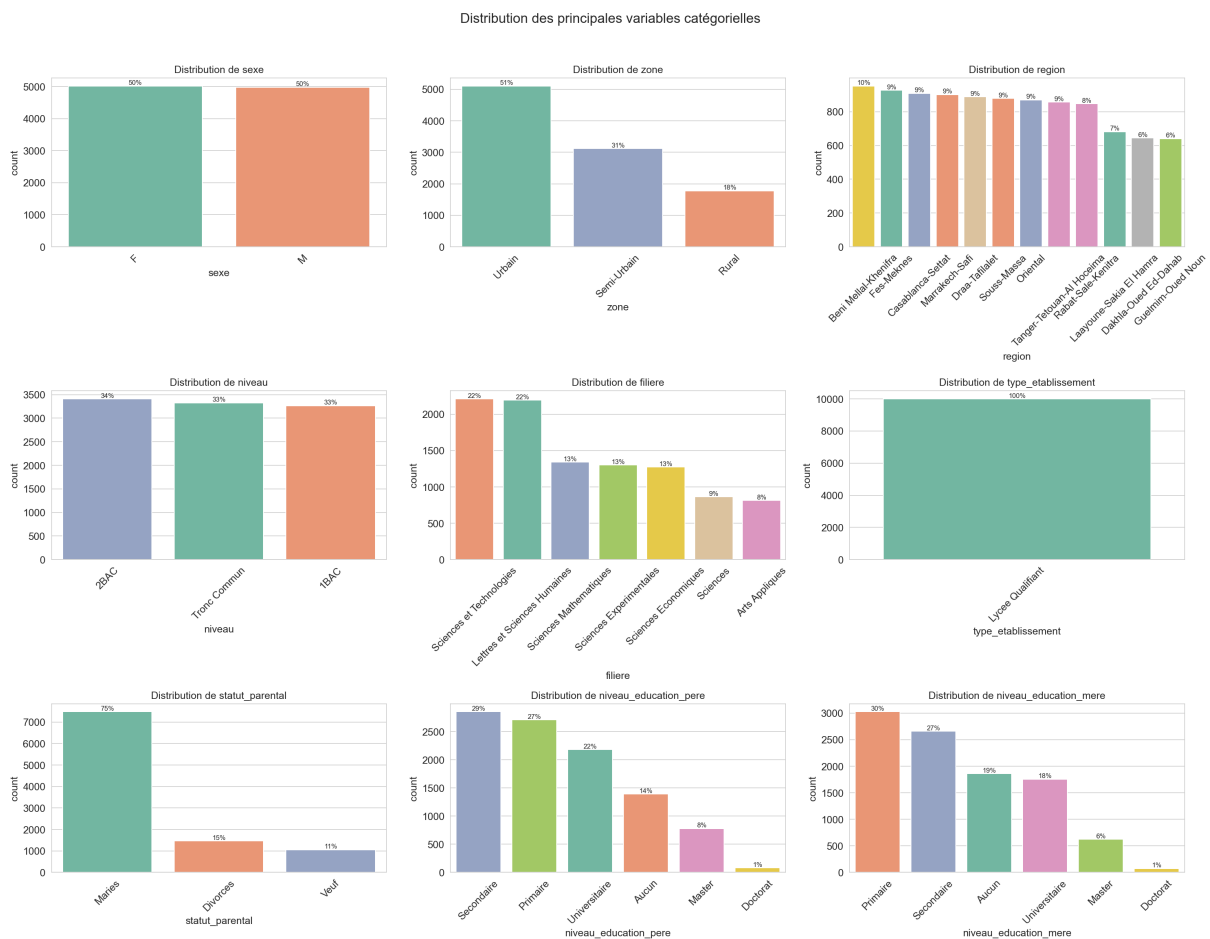 Distribution des principales variables catégorielles
Distribution de sexe
count
5000
4000
3000
2000
1000
0
50%
50%
F
M
sexe
Distribution de zone
count
5000
4000
3000
2000
1000
0
51%
31%
18%
Urbain
Semi-Urbain
Rural
zone
Distribution de region
count
800
600
400
200
0
10%
9%
9%
9%
9%
9%
9%
9%
8%
7%
6%
6%
Beni Mellal-Khenifra
Fes-Meknes
Casablanca-Settat
Marrakech-Safi
Draa-Tafilalet
Souss-Massa
Oriental
Tanger-Tetouan-Al Hoceima
Rabat-Sale-Kenitra
Laayoune-Sakia El Hamra
Dakhla-Oued Ed-Dahab
Guelmim-Oued Noun
region
Distribution de niveau
count
3500
3000
2500
2000
1500
1000
500
0
34%
33%
33%
2BAC
Tronc Commun
1BAC
niveau
Distribution de filiere
count
2000
1500
1000
500
0
22%
22%
13%
13%
13%
9%
8%
Sciences et Technologies
Lettres et Sciences Humaines
Sciences Mathematiques
Sciences Experimentales
Sciences Economiques
Sciences
Arts Appliques
filiere
Distribution de type_etablissement
count
10000
8000
6000
4000
2000
0
100%
Lycee Qualifiant
type_etablissement
Distribution de statut_parental
count
7000
6000
5000
4000
3000
2000
1000
0
75%
15%
11%
Maries
Divorces
Veuf
statut_parental
Distribution de niveau_education_pere
count
2500
2000
1500
1000
500
0
29%
27%
22%
14%
8%
1%
Secondaire
Primaire
Universitaire
Aucun
Master
Doctorat
niveau_education_pere
Distribution de niveau_education_mere
count
3000
2500
2000
1500
1000
500
0
30%
27%
19%
18%
6%
1%
Primaire
Secondaire
Aucun
Universitaire
Master
Doctorat
niveau_education_mere